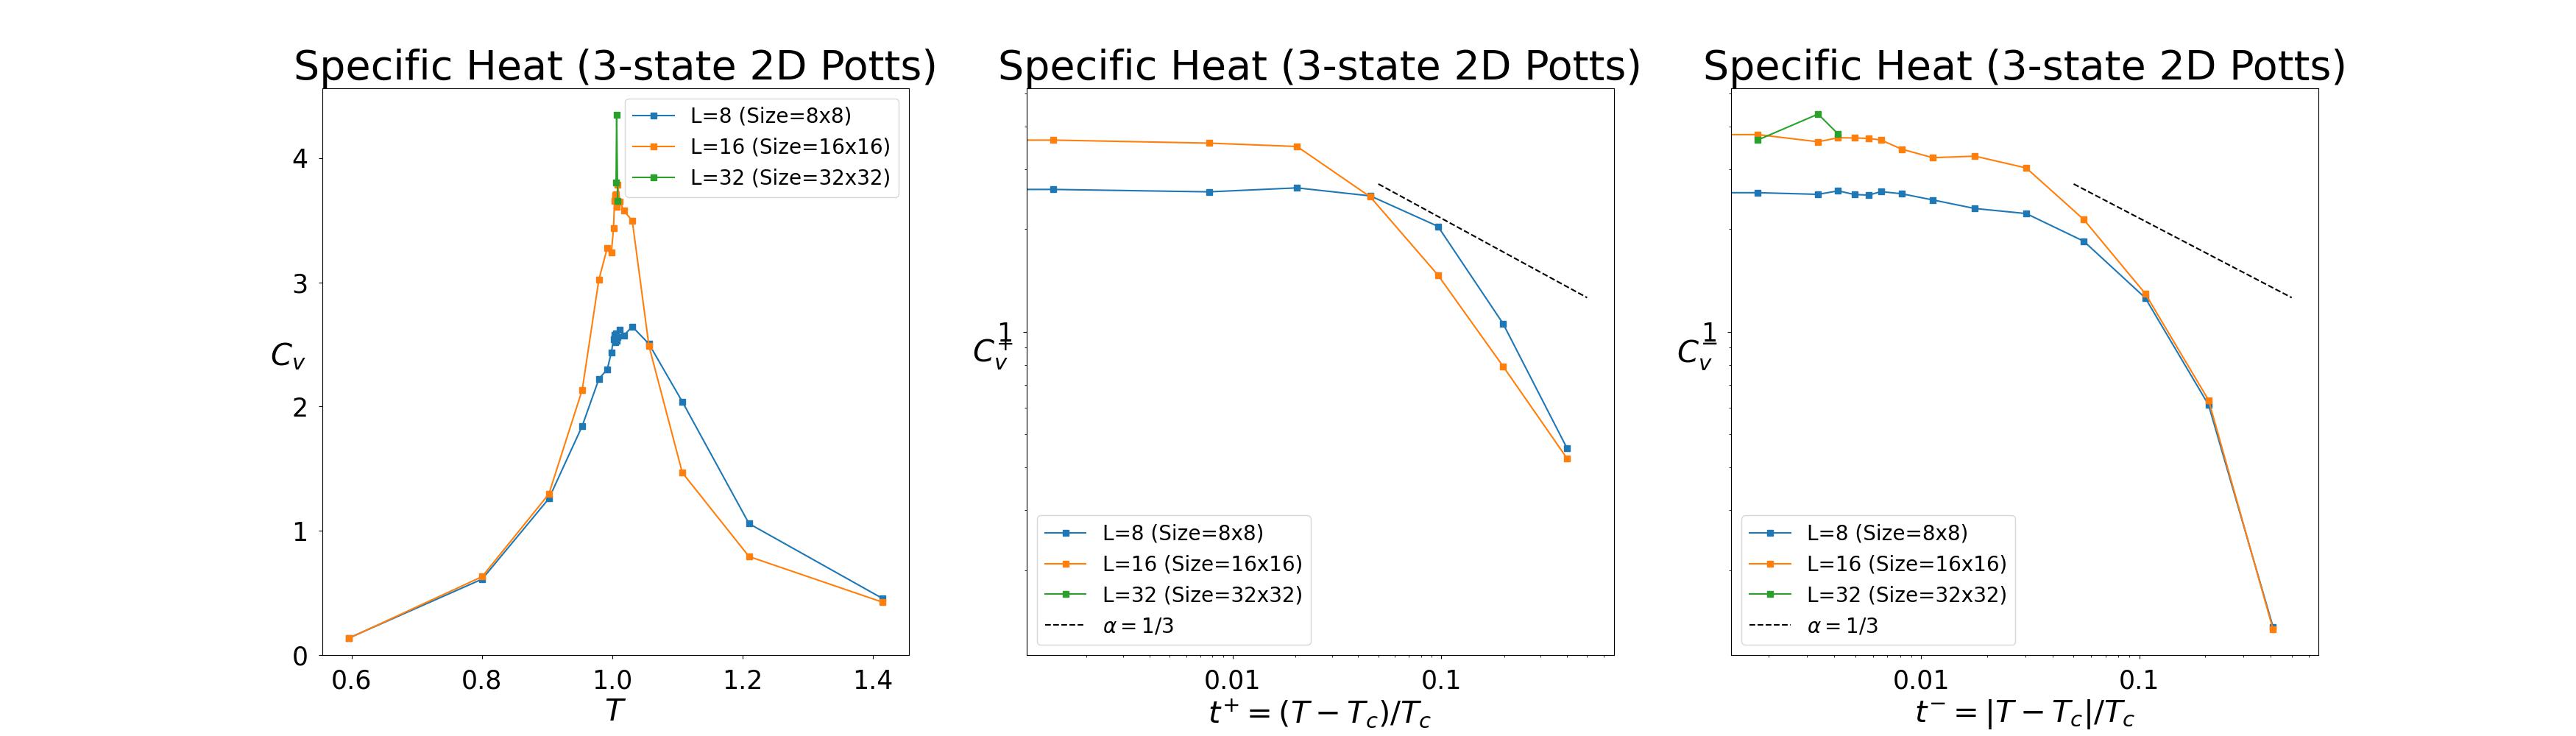 Specific Heat (3-state 2D Potts)
4
3
2
1
0
C_v
0.6 0.8 1.0 1.2 1.4
T
L=8 (Size=8x8)
L=16 (Size=16x16)
L=32 (Size=32x32)
Specific Heat (3-state 2D Potts)
1
C_v^+
0.01 0.1
t^+ = (T − T_c)/T_c
L=8 (Size=8x8)
L=16 (Size=16x16)
L=32 (Size=32x32)
α = 1/3
Specific Heat (3-state 2D Potts)
1
C_v^−
0.01 0.1
t^− = |T − T_c|/T_c
L=8 (Size=8x8)
L=16 (Size=16x16)
L=32 (Size=32x32)
α = 1/3